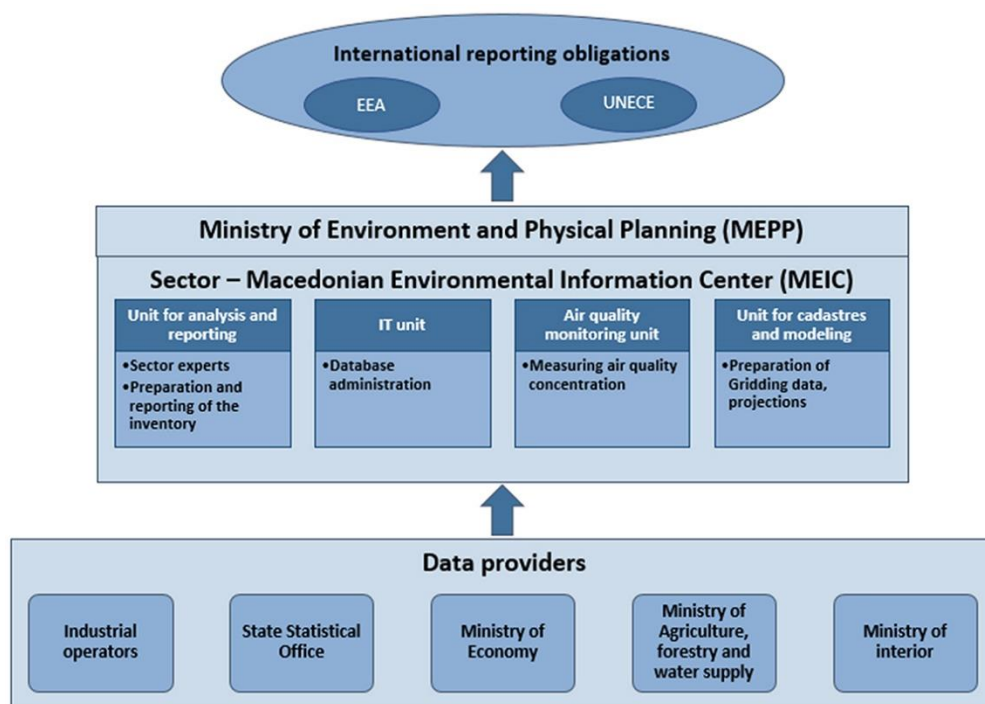 International reporting obligations
EEA
UNECE
Ministry of Environment and Physical Planning (MEPP)
Sector – Macedonian Environmental Information Center (MEIC)
Unit for analysis and
reporting
•Sector experts
•Preparation and
reporting of the
inventory
IT unit
•Database
administration
Air quality
monitoring unit
•Measuring air quality
concentration
Unit for cadastres
and modeling
•Preparation of
Gridding data,
projections
Data providers
Industrial
operators
State Statistical
Office
Ministry of
Economy
Ministry of
Agriculture,
forestry and
water supply
Ministry of
interior